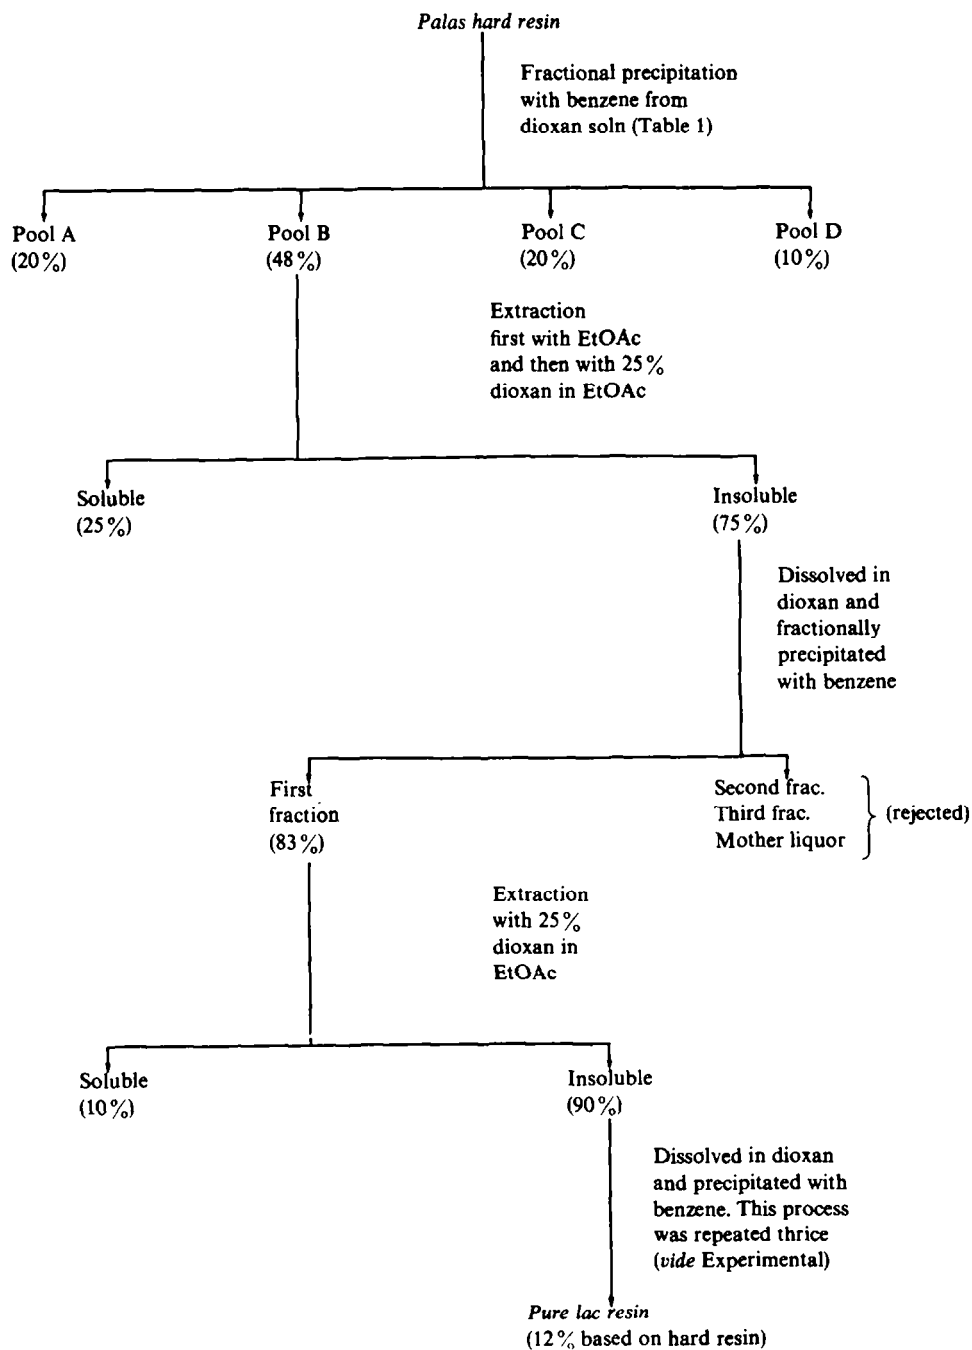 Palas hard resin
Fractional precipitation
with benzene from
dioxan soln (Table 1)
Pool A
(20%)
Pool B
(48%)
Pool C
(20%)
Pool D
(10%)
Extraction
first with EtOAc
and then with 25%
dioxan in EtOAc
Soluble
(25%)
Insoluble
(75%)
Dissolved in
dioxan and
fractionally
precipitated
with benzene
First
fraction
(83%)
Second frac.
Third frac.
Mother liquor
(rejected)
Extraction
with 25%
dioxan in
EtOAc
Soluble
(10%)
Insoluble
(90%)
Dissolved in dioxan
and precipitated with
benzene. This process
was repeated thrice
(vide Experimental)
Pure lac resin
(12% based on hard resin)